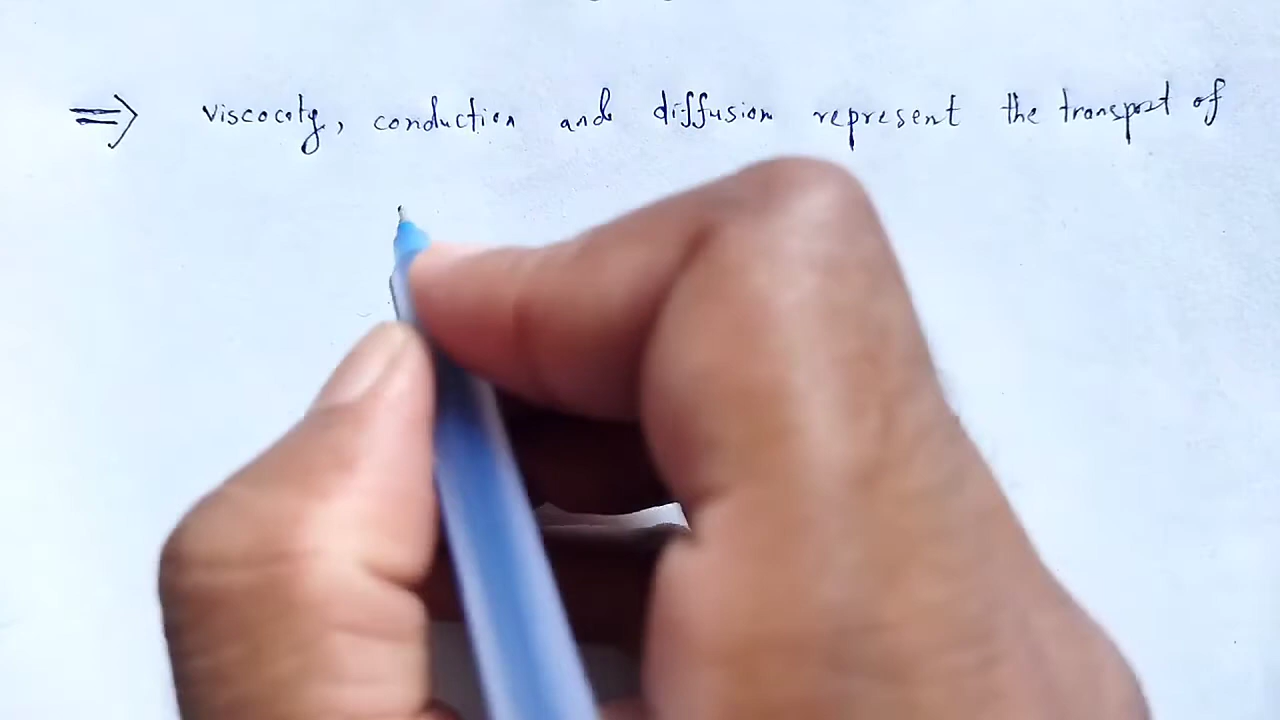 ⇒ viscocity, conduction and diffusion represent the transport of